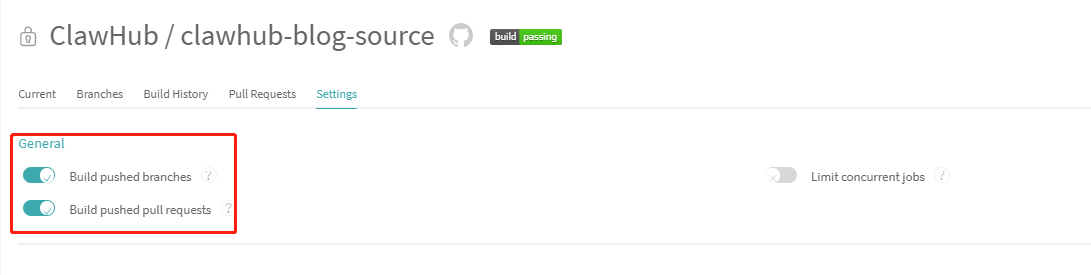 ClawHub / clawhub-blog-source build passing
Current Branches Build History Pull Requests Settings
General
Build pushed branches ? Limit concurrent jobs ?
Build pushed pull requests ?